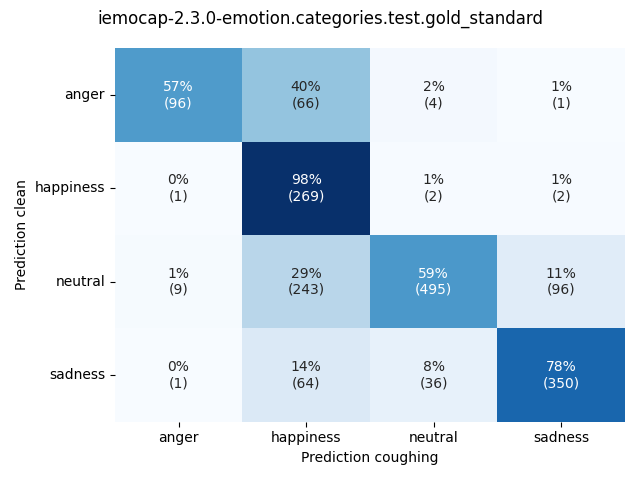 iemocap-2.3.0-emotion.categories.test.gold_standard
Prediction clean
anger
57%
(96)
40%
(66)
2%
(4)
1%
(1)
happiness
0%
(1)
98%
(269)
1%
(2)
1%
(2)
neutral
1%
(9)
29%
(243)
59%
(495)
11%
(96)
sadness
0%
(1)
14%
(64)
8%
(36)
78%
(350)
anger
happiness
neutral
sadness
Prediction coughing